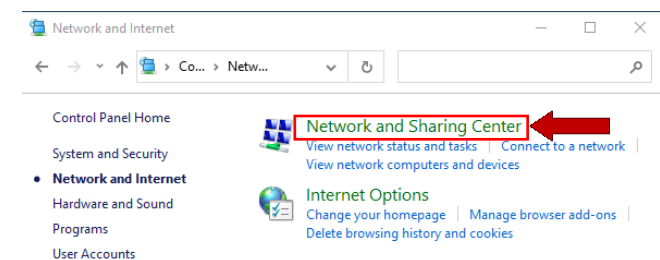 Network and Internet
Co... › Netw...
Control Panel Home
System and Security
Network and Internet
Hardware and Sound
Programs
User Accounts
Network and Sharing Center
View network status and tasks
Connect to a network
View network computers and devices
Internet Options
Change your homepage
Manage browser add-ons
Delete browsing history and cookies